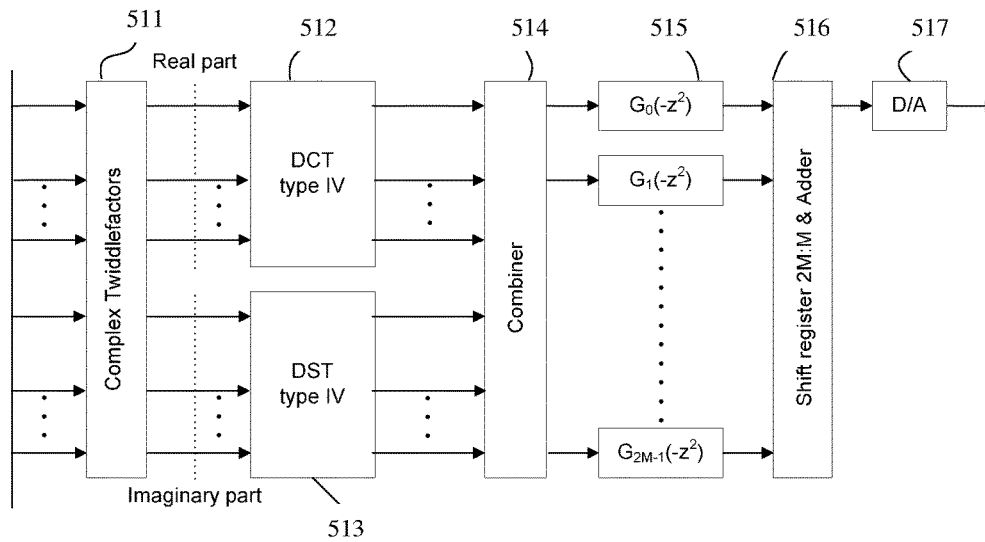 511
512
514
515
516
517
Real part
Complex Twiddlefactors
DCT
type IV
DST
type IV
Combiner
G0(-z²)
G1(-z²)
G2M-1(-z²)
Shift register 2M:M & Adder
D/A
Imaginary part
513